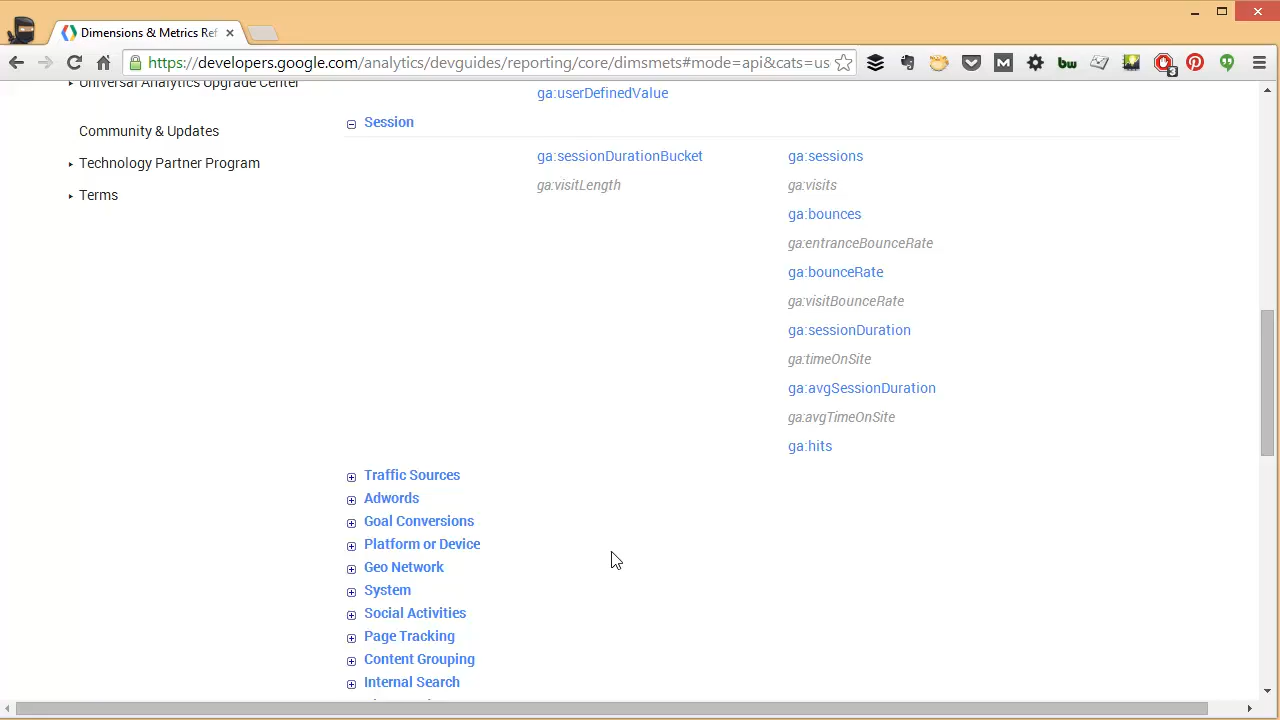 Dimensions & Metrics Ref
https://developers.google.com/analytics/devguides/reporting/core/dimsmets#mode=api&cats=us
3
Universal Analytics Upgrade Center
Community & Updates
Technology Partner Program
Terms
ga:userDefinedValue
Session
ga:sessionDurationBucket
ga:sessions
ga:visitLength
ga:visits
ga:bounces
ga:entranceBounceRate
ga:bounceRate
ga:visitBounceRate
ga:sessionDuration
ga:timeOnSite
ga:avgSessionDuration
ga:avgTimeOnSite
ga:hits
Traffic Sources
Adwords
Goal Conversions
Platform or Device
Geo Network
System
Social Activities
Page Tracking
Content Grouping
Internal Search